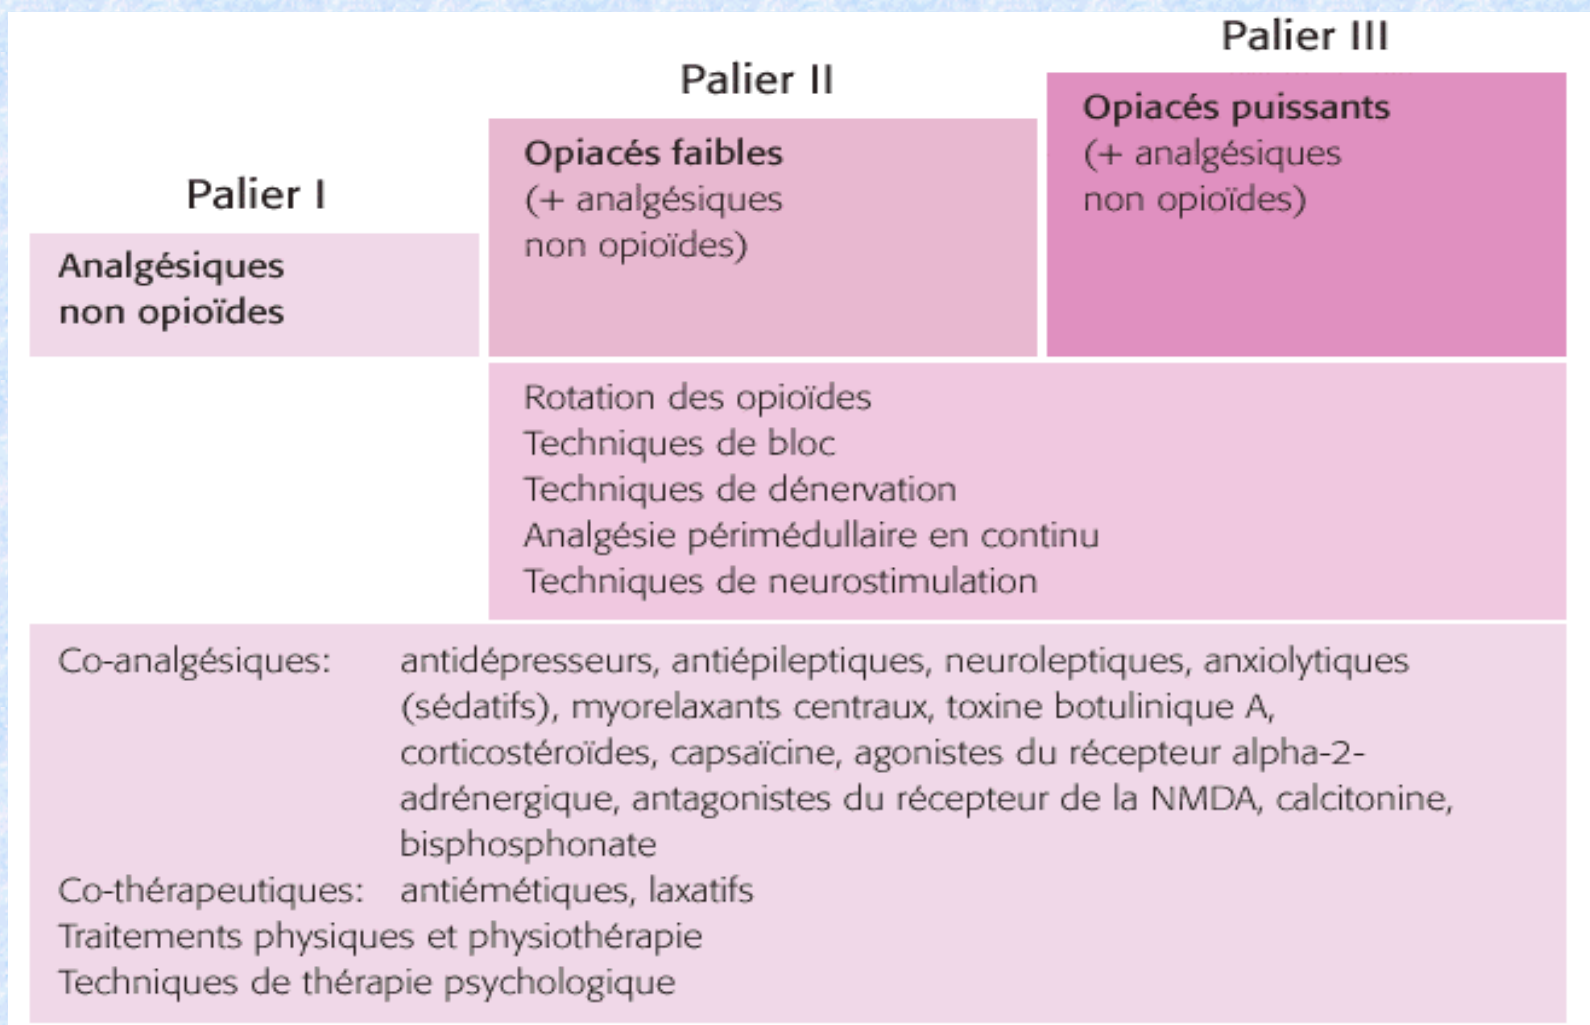 Palier I
Analgésiques
non opioïdes
Palier II
Opiacés faibles
(+ analgésiques
non opioïdes)
Palier III
Opiacés puissants
(+ analgésiques
non opioïdes)
Rotation des opioïdes
Techniques de bloc
Techniques de dénervation
Analgésie périmédullaire en continu
Techniques de neurostimulation
Co-analgésiques: antidépresseurs, antiépileptiques, neuroleptiques, anxiolytiques
(sédatifs), myorelaxants centraux, toxine botulinique A,
corticostéroïdes, capsaïcine, agonistes du récepteur alpha-2-
adrénergique, antagonistes du récepteur de la NMDA, calcitonine,
bisphosphonate
Co-thérapeutiques: antiémétiques, laxatifs
Traitements physiques et physiothérapie
Techniques de thérapie psychologique